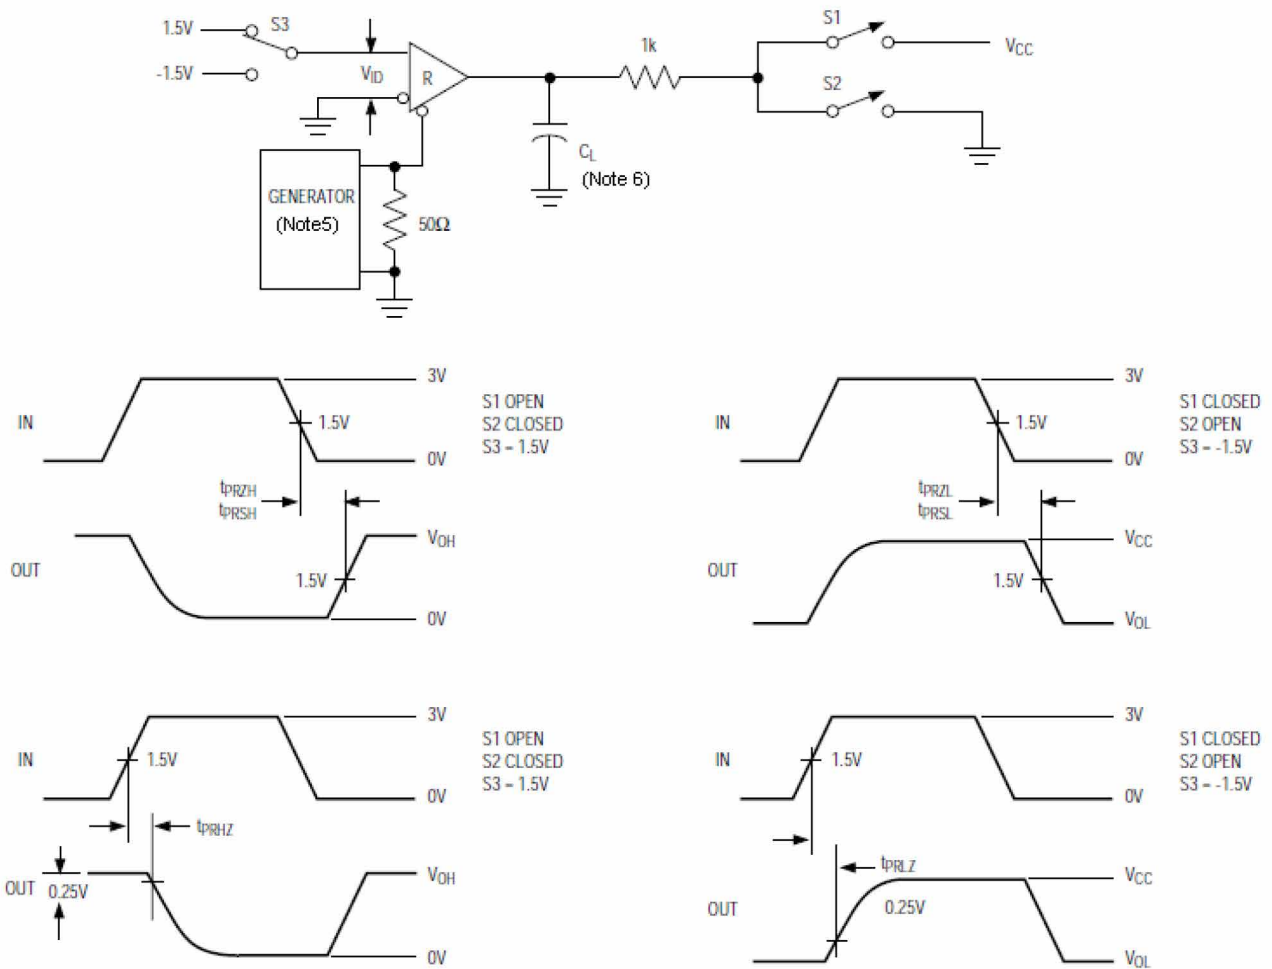 1.5V
S3
-1.5V
VID
R
1k
S1
VCC
S2
CL
(Note 6)
GENERATOR
(Note5)
50Ω
IN
3V
1.5V
0V
S1 OPEN
S2 CLOSED
S3 = 1.5V
tPRZH
tPRSH
OUT
VOH
1.5V
0V
IN
3V
1.5V
0V
S1 CLOSED
S2 OPEN
S3 = -1.5V
tPRZL
tPRSL
OUT
VCC
1.5V
VOL
IN
3V
1.5V
0V
S1 OPEN
S2 CLOSED
S3 = 1.5V
tPRHZ
OUT
0.25V
VOH
0V
IN
3V
1.5V
0V
S1 CLOSED
S2 OPEN
S3 = -1.5V
tPRLZ
OUT
0.25V
VCC
VOL